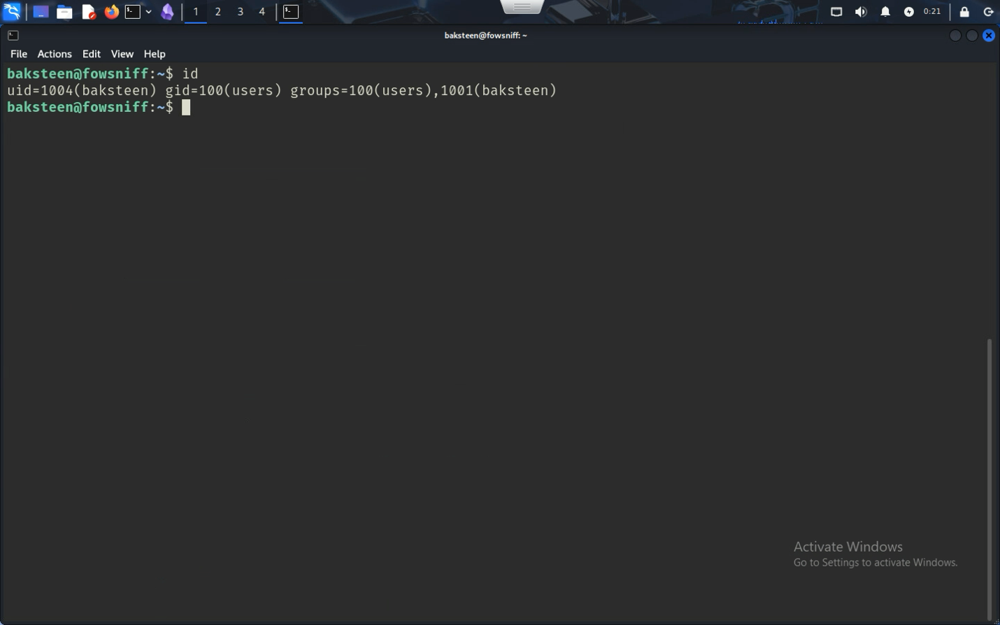 1 2 3 4 0:21
baksteen@fowsniff: ~
File Actions Edit View Help
baksteen@fowsniff:~$ id
uid=1004(baksteen) gid=100(users) groups=100(users),1001(baksteen)
baksteen@fowsniff:~$
Activate Windows
Go to Settings to activate Windows.